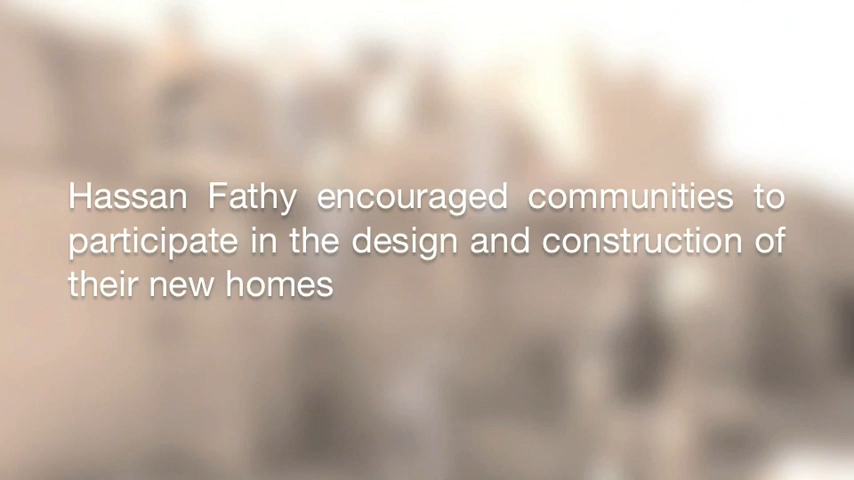 Hassan Fathy encouraged communities to
participate in the design and construction of
their new homes